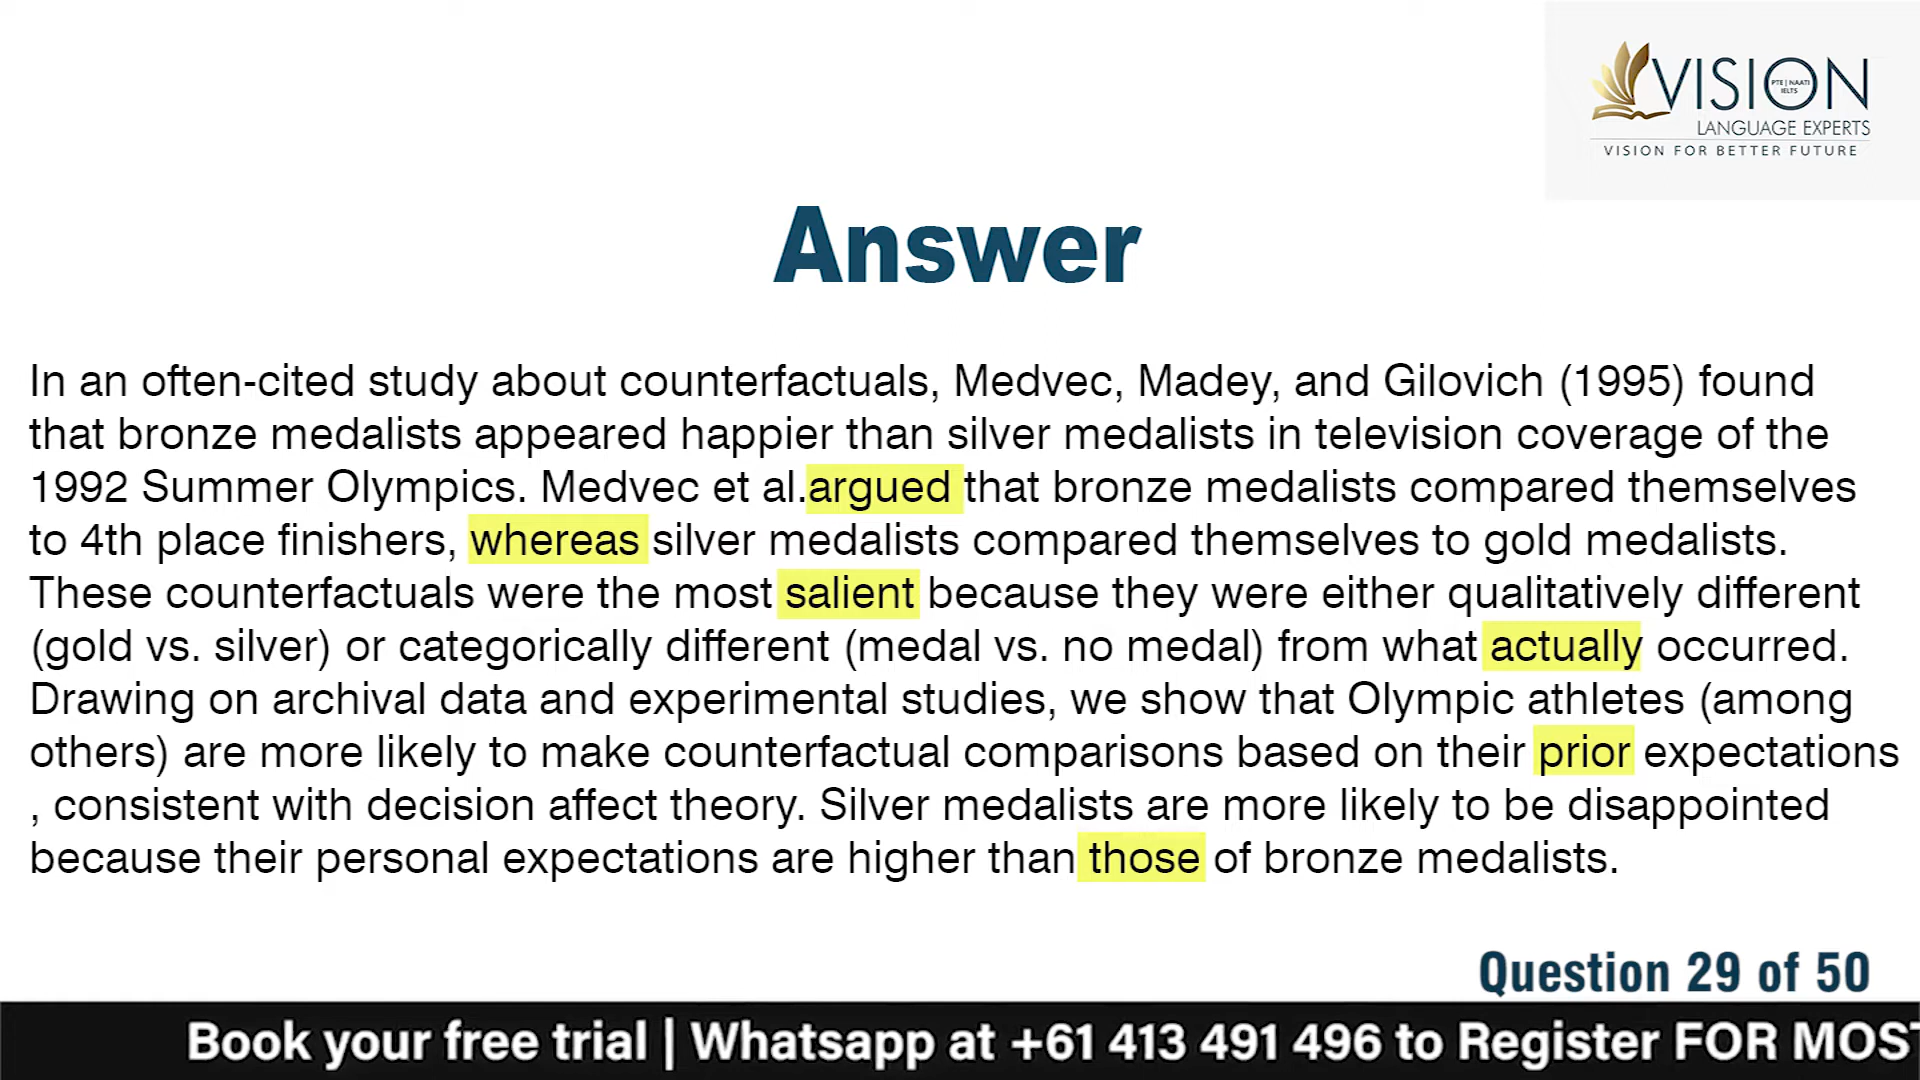 VISION
PTE | NAATI
IELTS
LANGUAGE EXPERTS
VISION FOR BETTER FUTURE
Answer
In an often-cited study about counterfactuals, Medvec, Madey, and Gilovich (1995) found
that bronze medalists appeared happier than silver medalists in television coverage of the
1992 Summer Olympics. Medvec et al.argued that bronze medalists compared themselves
to 4th place finishers, whereas silver medalists compared themselves to gold medalists.
These counterfactuals were the most salient because they were either qualitatively different
(gold vs. silver) or categorically different (medal vs. no medal) from what actually occurred.
Drawing on archival data and experimental studies, we show that Olympic athletes (among
others) are more likely to make counterfactual comparisons based on their prior expectations
, consistent with decision affect theory. Silver medalists are more likely to be disappointed
because their personal expectations are higher than those of bronze medalists.
Question 29 of 50
Book your free trial | Whatsapp at +61 413 491 496 to Register FOR MOST